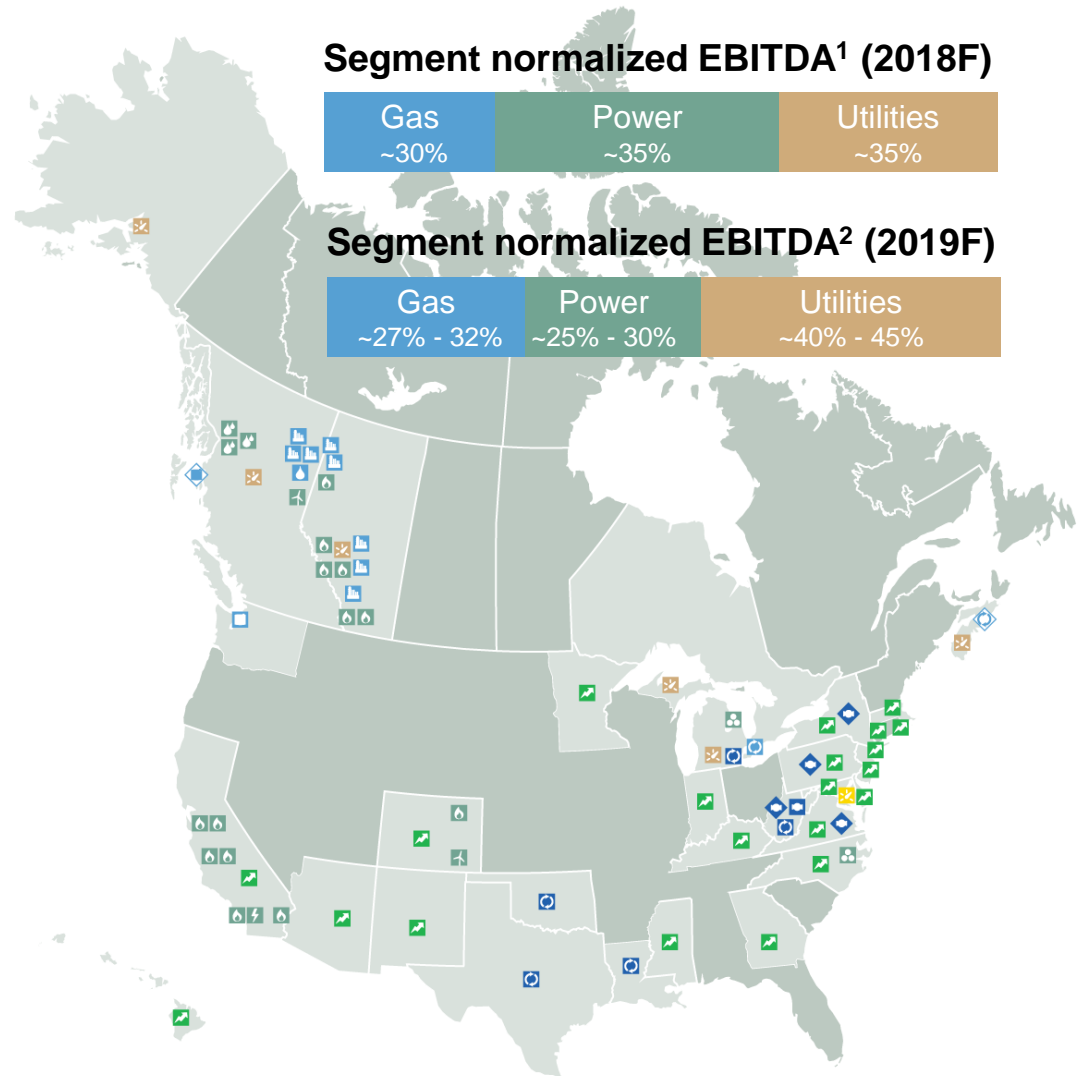 Segment normalized EBITDA¹ (2018F)
Gas Power Utilities
~30% ~35% ~35%
Segment normalized EBITDA² (2019F)
Gas Power Utilities
~27% - 32% ~25% - 30% ~40% - 45%